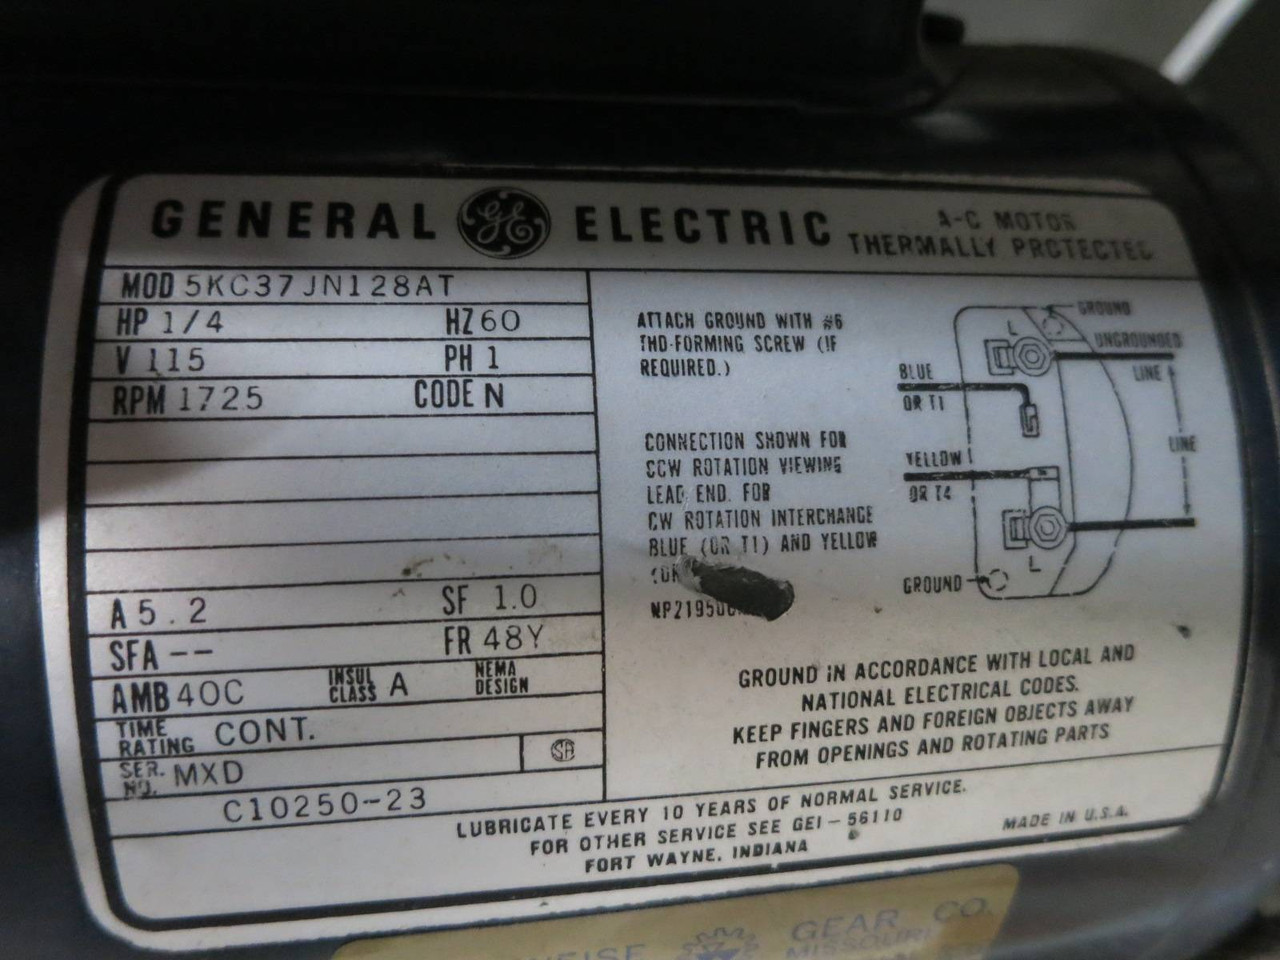 GENERAL GE ELECTRIC
A-C MOTOR
THERMALLY PROTECTED
MOD 5KC37JN128AT
HP 1/4 HZ 60
V 115 PH 1
RPM 1725 CODE N
A 5.2 SF 1.0
SFA -- FR 48Y
AMB 40C INSUL CLASS A NEMA DESIGN
TIME RATING CONT.
SER. NO. MXD SA
C10250-23
ATTACH GROUND WITH #6
THD-FORMING SCREW (IF
REQUIRED.)
CONNECTION SHOWN FOR
CCW ROTATION VIEWING
LEAD END. FOR
CW ROTATION INTERCHANGE
BLUE (OR T1) AND YELLOW
(OR
NP21950
GROUND
L
UNGROUNDED
LINE
BLUE
OR T1
LINE
YELLOW
OR T4
L
GROUND
GROUND IN ACCORDANCE WITH LOCAL AND
NATIONAL ELECTRICAL CODES.
KEEP FINGERS AND FOREIGN OBJECTS AWAY
FROM OPENINGS AND ROTATING PARTS
LUBRICATE EVERY 10 YEARS OF NORMAL SERVICE.
FOR OTHER SERVICE SEE GEI-56110
FORT WAYNE, INDIANA
MADE IN U.S.A.
GEAR CO.
MISSOURI